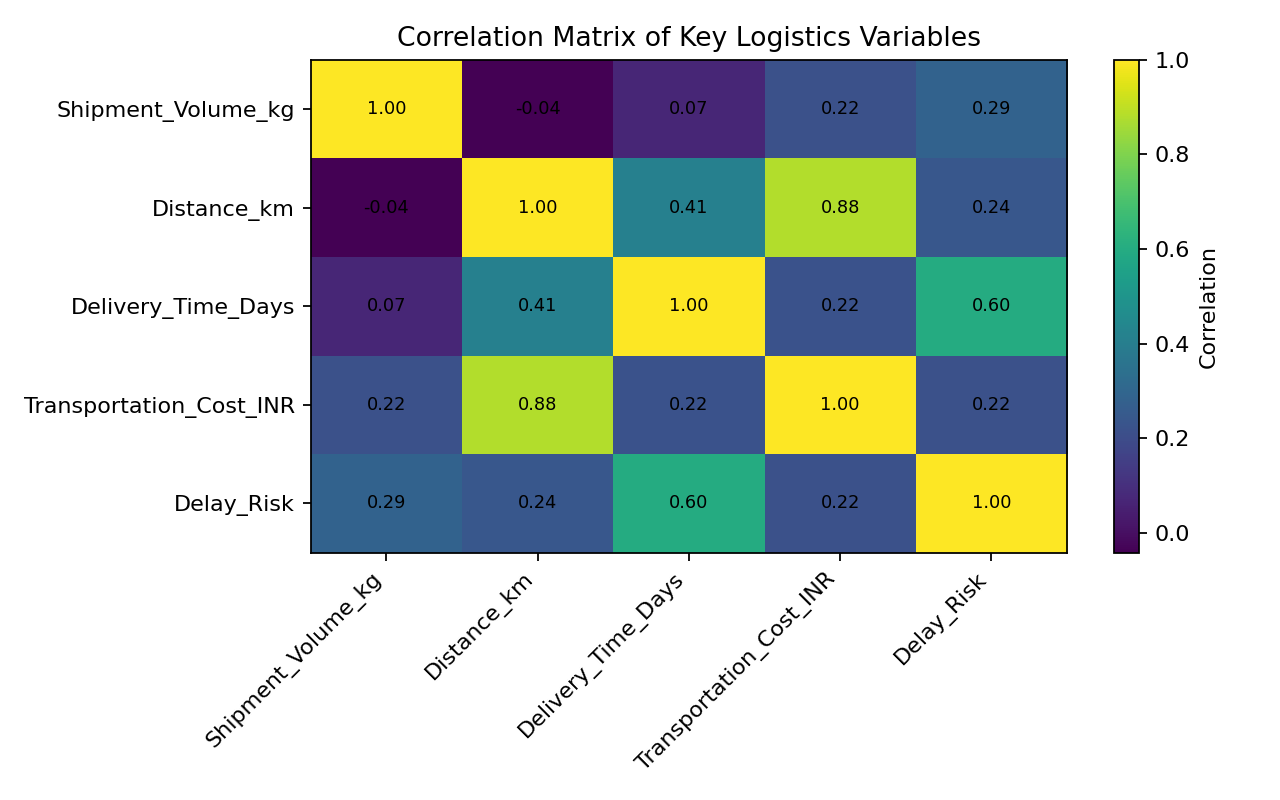 Correlation Matrix of Key Logistics Variables
Shipment_Volume_kg 1.00 -0.04 0.07 0.22 0.29
Distance_km -0.04 1.00 0.41 0.88 0.24
Delivery_Time_Days 0.07 0.41 1.00 0.22 0.60
Transportation_Cost_INR 0.22 0.88 0.22 1.00 0.22
Delay_Risk 0.29 0.24 0.60 0.22 1.00
Shipment_Volume_kg
Distance_km
Delivery_Time_Days
Transportation_Cost_INR
Delay_Risk
1.0
0.8
0.6
0.4
0.2
0.0
Correlation